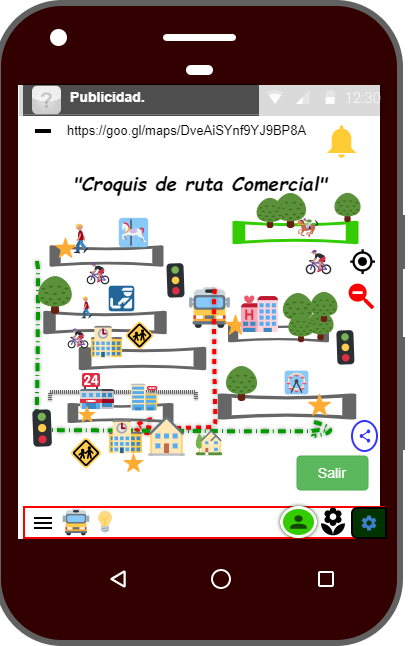 ?
Publicidad.
12:30
https://goo.gl/maps/DveAiSYnf9YJ9BP8A
"Croquis de ruta Comercial"
H
24
Salir